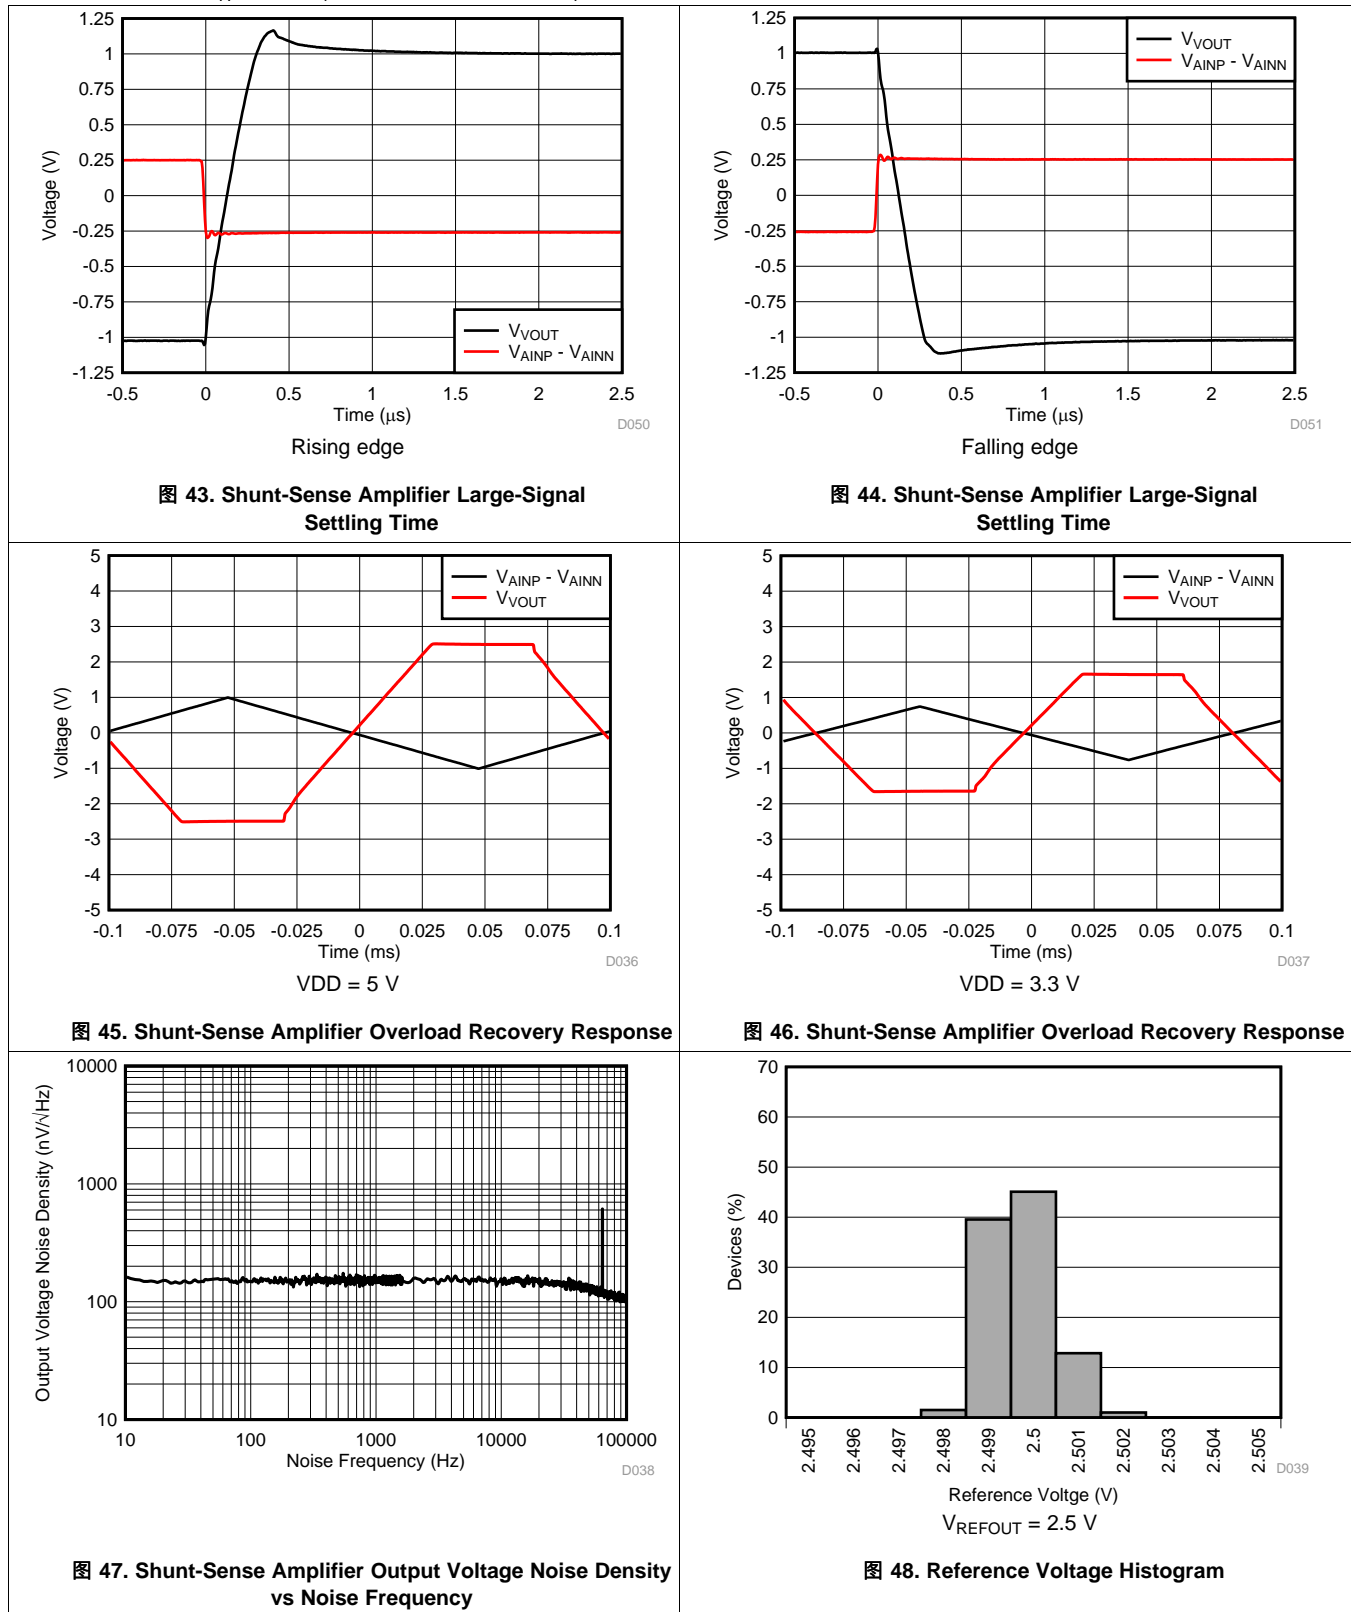 1.25
1
0.75
0.5
0.25
0
-0.25
-0.5
-0.75
-1
-1.25
Voltage (V)
V_VOUT
V_AINP - V_AINN
-0.5 0 0.5 1 1.5 2 2.5
Time (μs)
D050
Rising edge
图 43. Shunt-Sense Amplifier Large-Signal
Settling Time
1.25
1
0.75
0.5
0.25
0
-0.25
-0.5
-0.75
-1
-1.25
Voltage (V)
V_VOUT
V_AINP - V_AINN
-0.5 0 0.5 1 1.5 2 2.5
Time (μs)
D051
Falling edge
图 44. Shunt-Sense Amplifier Large-Signal
Settling Time
5
4
3
2
1
0
-1
-2
-3
-4
-5
Voltage (V)
V_AINP - V_AINN
V_VOUT
-0.1 -0.075 -0.05 -0.025 0 0.025 0.05 0.075 0.1
Time (ms)
D036
VDD = 5 V
图 45. Shunt-Sense Amplifier Overload Recovery Response
5
4
3
2
1
0
-1
-2
-3
-4
-5
Voltage (V)
V_AINP - V_AINN
V_VOUT
-0.1 -0.075 -0.05 -0.025 0 0.025 0.05 0.075 0.1
Time (ms)
D037
VDD = 3.3 V
图 46. Shunt-Sense Amplifier Overload Recovery Response
10000
1000
100
10
Output Voltage Noise Density (nV/√Hz)
10 100 1000 10000 100000
Noise Frequency (Hz)
D038
图 47. Shunt-Sense Amplifier Output Voltage Noise Density
vs Noise Frequency
70
60
50
40
30
20
10
0
Devices (%)
2.495 2.496 2.497 2.498 2.499 2.5 2.501 2.502 2.503 2.504 2.505
D039
Reference Voltge (V)
V_REFOUT = 2.5 V
图 48. Reference Voltage Histogram